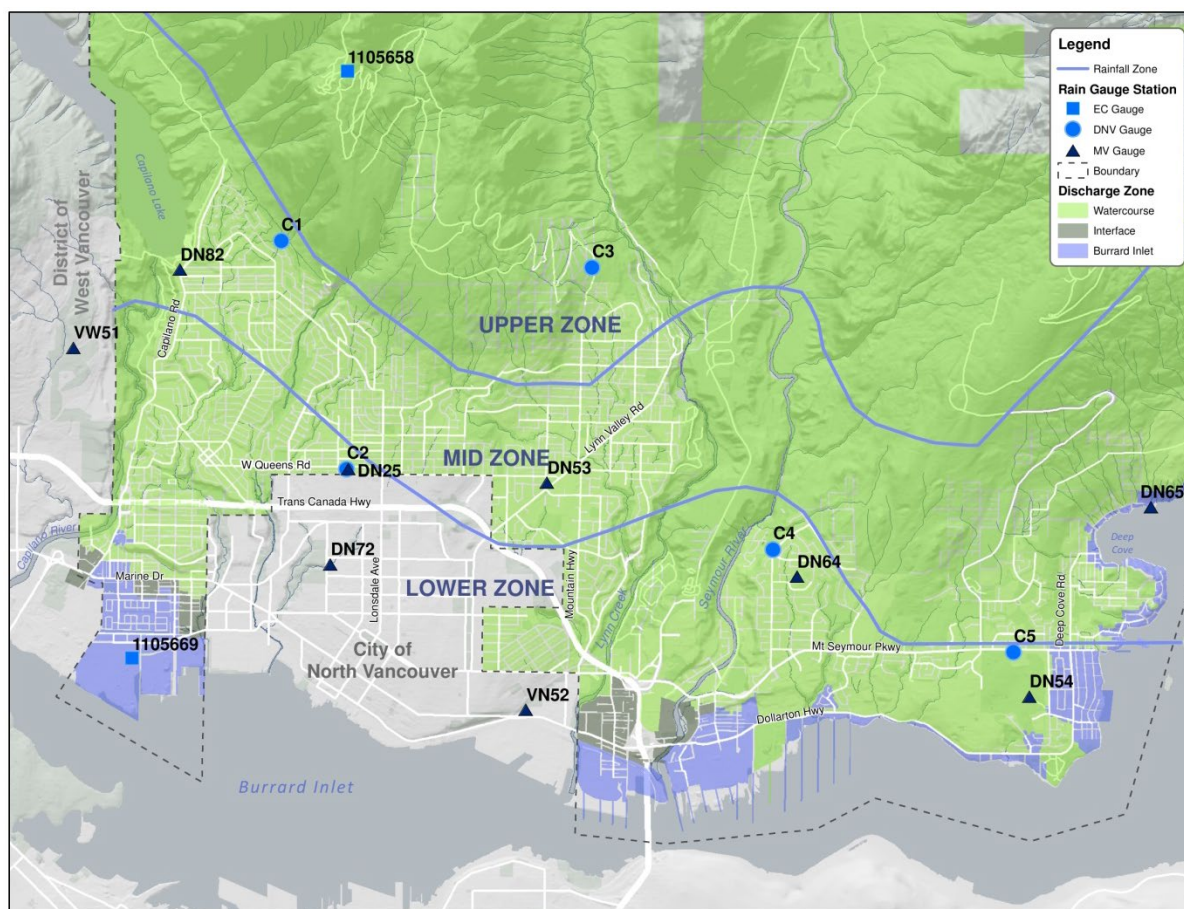 1105658
Capilano Lake
C1
C3
DN82
District of
West Vancouver
VW51
Capilano Rd
UPPER ZONE
Lynn Valley Rd
C2
W Queens Rd
DN25
MID ZONE
DN53
Trans Canada Hwy
DN65
Deep
Cove
Capilano River
Marine Dr
DN72
Lonsdale Ave
LOWER ZONE
Mountain Hwy
Lynn Creek
Seymour River
C4
DN64
Deep Cove Rd
1105669
City of
North Vancouver
Mt Seymour Pkwy
C5
VN52
DN54
Dollarton Hwy
Burrard Inlet
Legend
Rainfall Zone
Rain Gauge Station
EC Gauge
DNV Gauge
MV Gauge
Boundary
Discharge Zone
Watercourse
Interface
Burrard Inlet